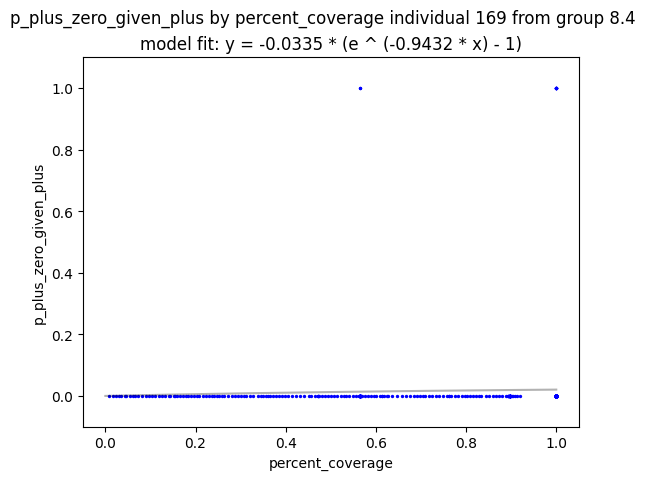 p_plus_zero_given_plus by percent_coverage individual 169 from group 8.4
model fit: y = -0.0335 * (e ^ (-0.9432 * x) - 1)
1.0
0.8
0.6
0.4
0.2
0.0
p_plus_zero_given_plus
0.0 0.2 0.4 0.6 0.8 1.0
percent_coverage